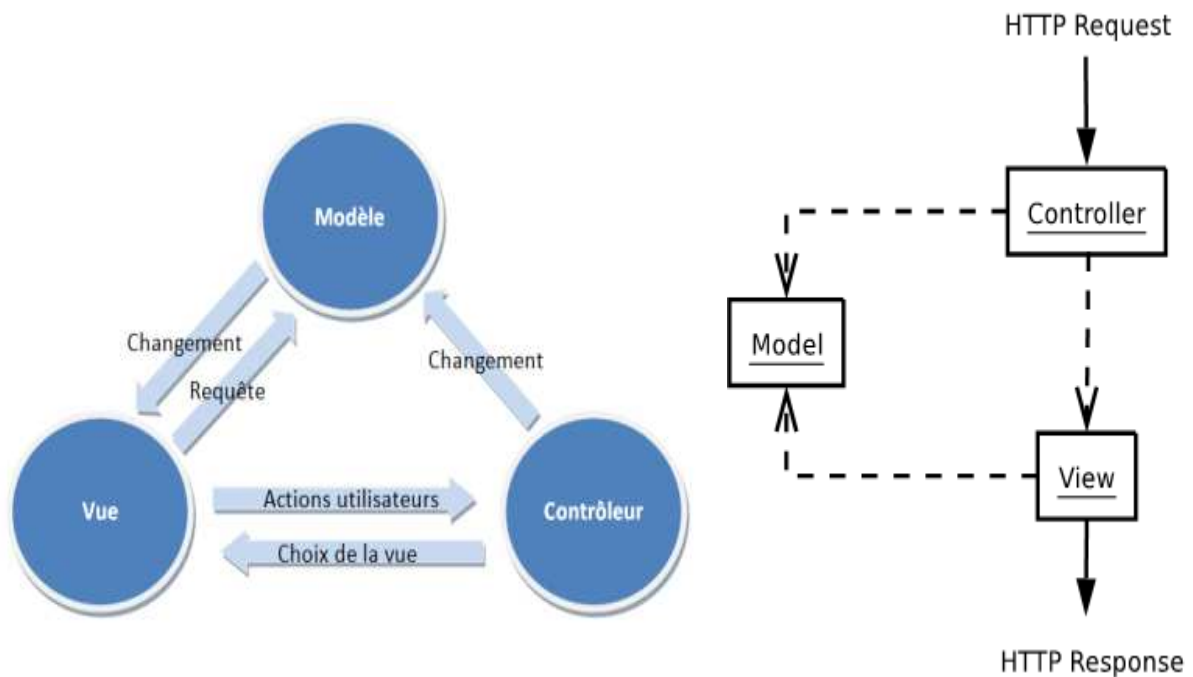 Modèle
Changement
Requête
Changement
Vue
Actions utilisateurs
Choix de la vue
Contrôleur
HTTP Request
Controller
Model
View
HTTP Response